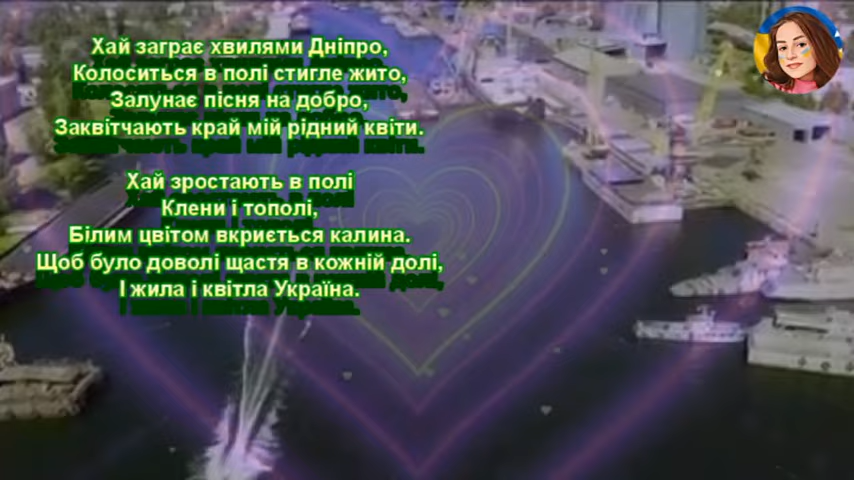 Хай заграє хвилями Дніпро,
Колоситься в полі стигле жито,
Залунає пісня на добро,
Заквітчають край мій рідний квіти.
Хай зростають в полі
Клени і тополі,
Білим цвітом вкриється калина.
Щоб було доволі щастя в кожній долі,
І жила і квітла Україна.